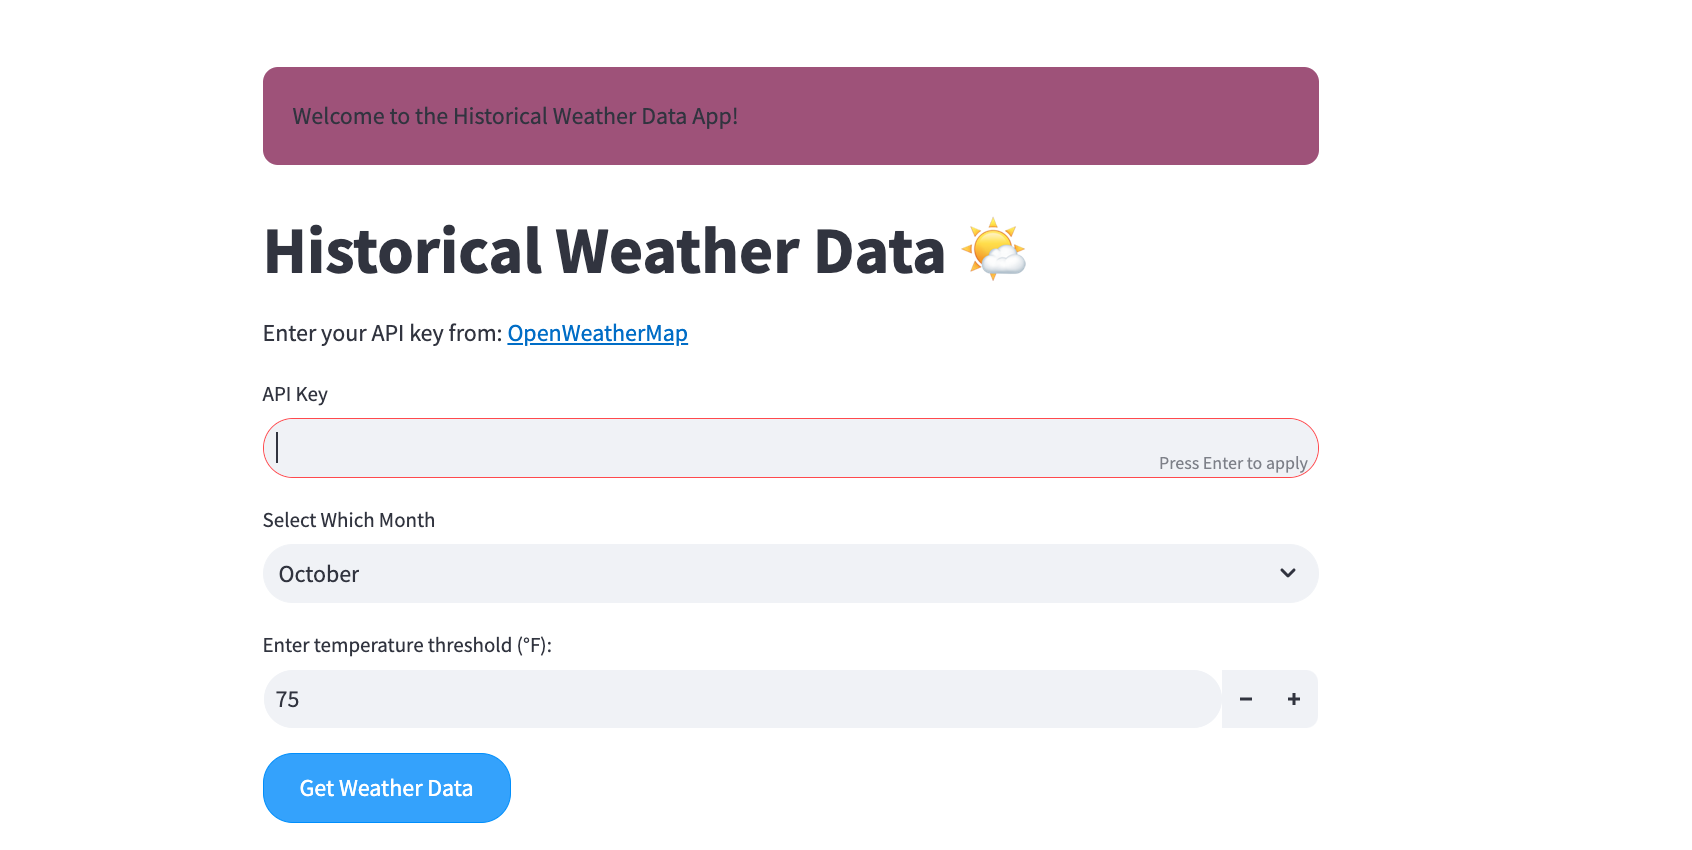 Welcome to the Historical Weather Data App!
Historical Weather Data
Enter your API key from: OpenWeatherMap
API Key
Press Enter to apply
Select Which Month
October
Enter temperature threshold (°F):
75
− +
Get Weather Data